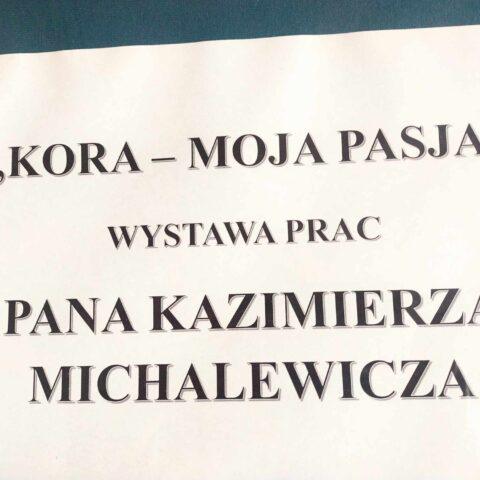 „KORA – MOJA PASJA
WYSTAWA PRAC
PANA KAZIMIERZA
MICHALEWICZA